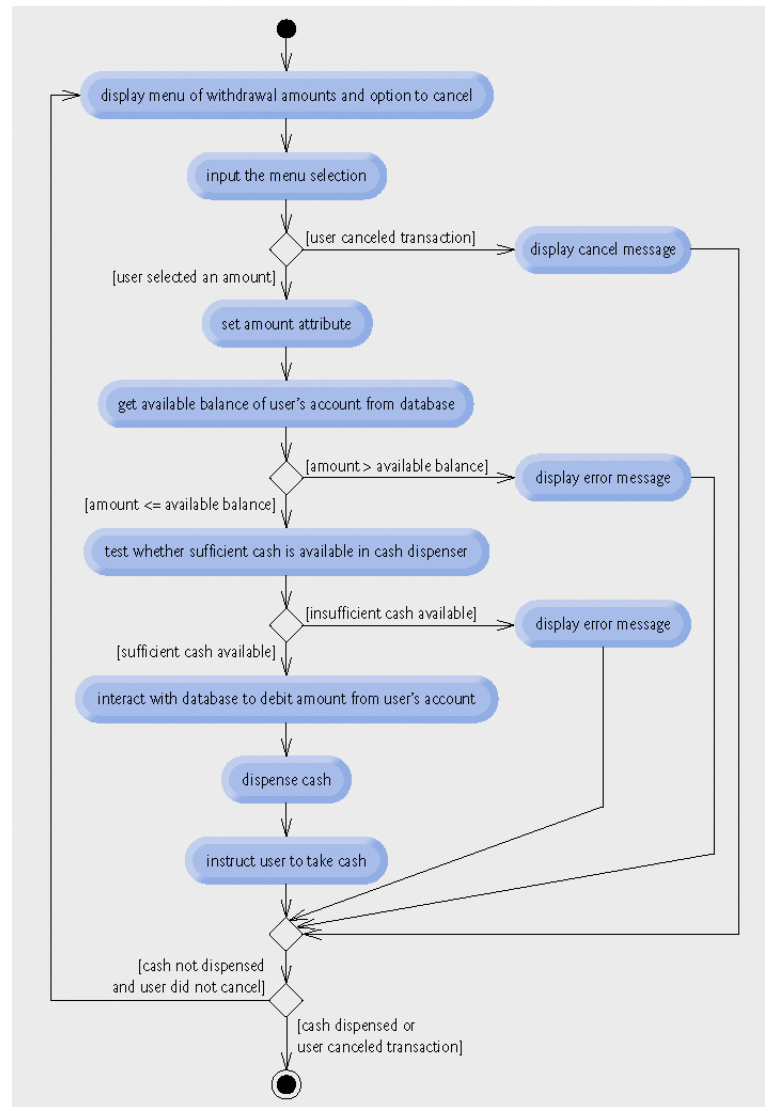 display menu of withdrawal amounts and option to cancel
input the menu selection
[user canceled transaction]
display cancel message
[user selected an amount]
set amount attribute
get available balance of user's account from database
[amount > available balance]
display error message
[amount <= available balance]
test whether sufficient cash is available in cash dispenser
[insufficient cash available]
display error message
[sufficient cash available]
interact with database to debit amount from user's account
dispense cash
instruct user to take cash
[cash not dispensed
and user did not cancel]
[cash dispensed or
user canceled transaction]